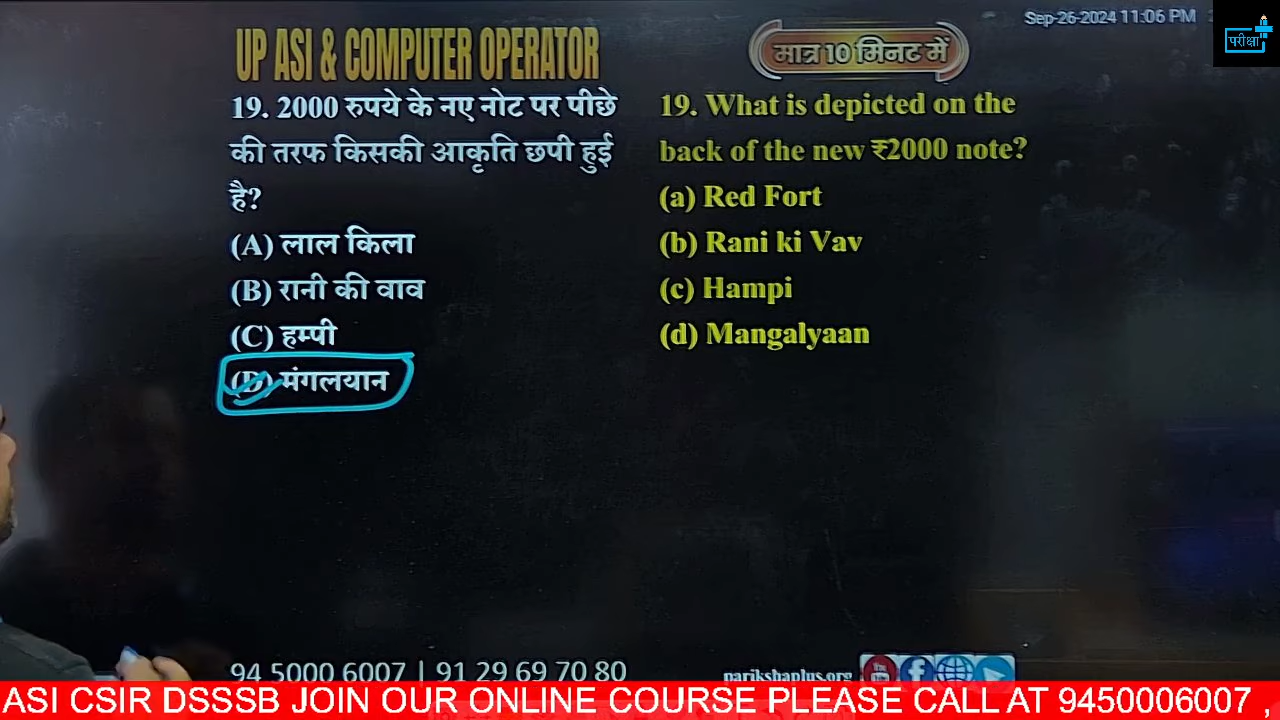 Sep-26-2024 11:06 PM
परीक्षा
UP ASI & COMPUTER OPERATOR
मात्र 10 मिनट में
19. 2000 रुपये के नए नोट पर पीछे
की तरफ किसकी आकृति छपी हुई
है?
(A) लाल किला
(B) रानी की वाव
(C) हम्पी
(D) मंगलयान
19. What is depicted on the
back of the new ₹2000 note?
(a) Red Fort
(b) Rani ki Vav
(c) Hampi
(d) Mangalyaan
94 5000 6007 | 91 29 69 70 80
parikshaplus.org
ASI CSIR DSSSB JOIN OUR ONLINE COURSE PLEASE CALL AT 9450006007 ,